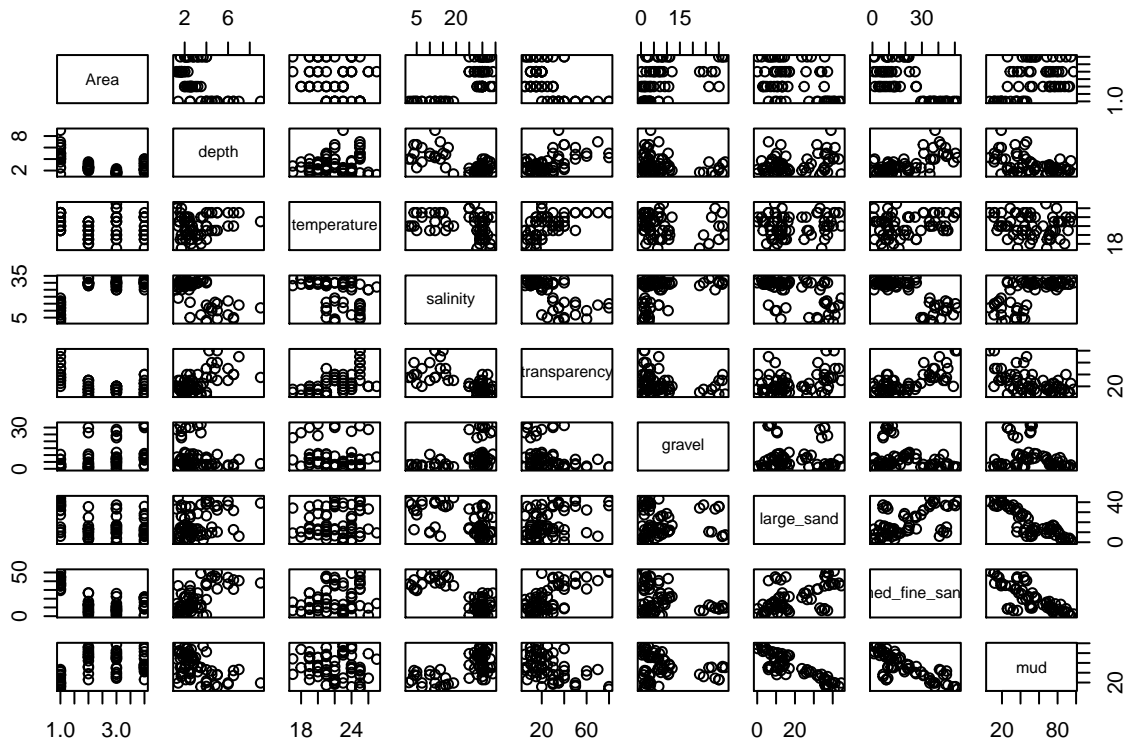 2 6 5 20 0 15 0 30
Area 1.0
8 2 depth
temperature 18
35 5 salinity
transparency 20
30 0 gravel
large_sand 40 0
50 0 ned_fine_san
mud 20
1.0 3.0 18 24 20 60 0 20 20 80